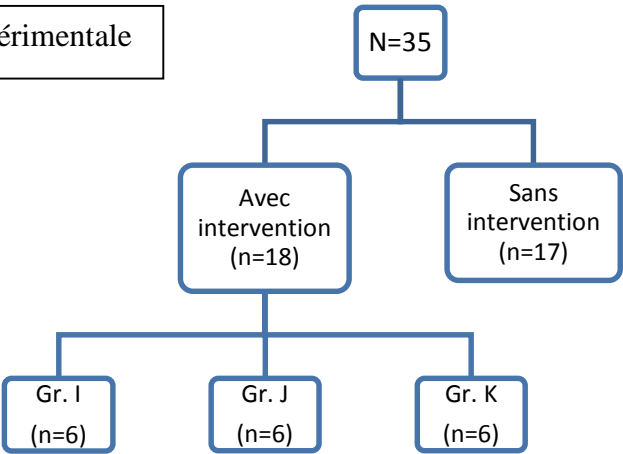 érimentale
N=35
Avec
intervention
(n=18)
Sans
intervention
(n=17)
Gr. I
(n=6)
Gr. J
(n=6)
Gr. K
(n=6)